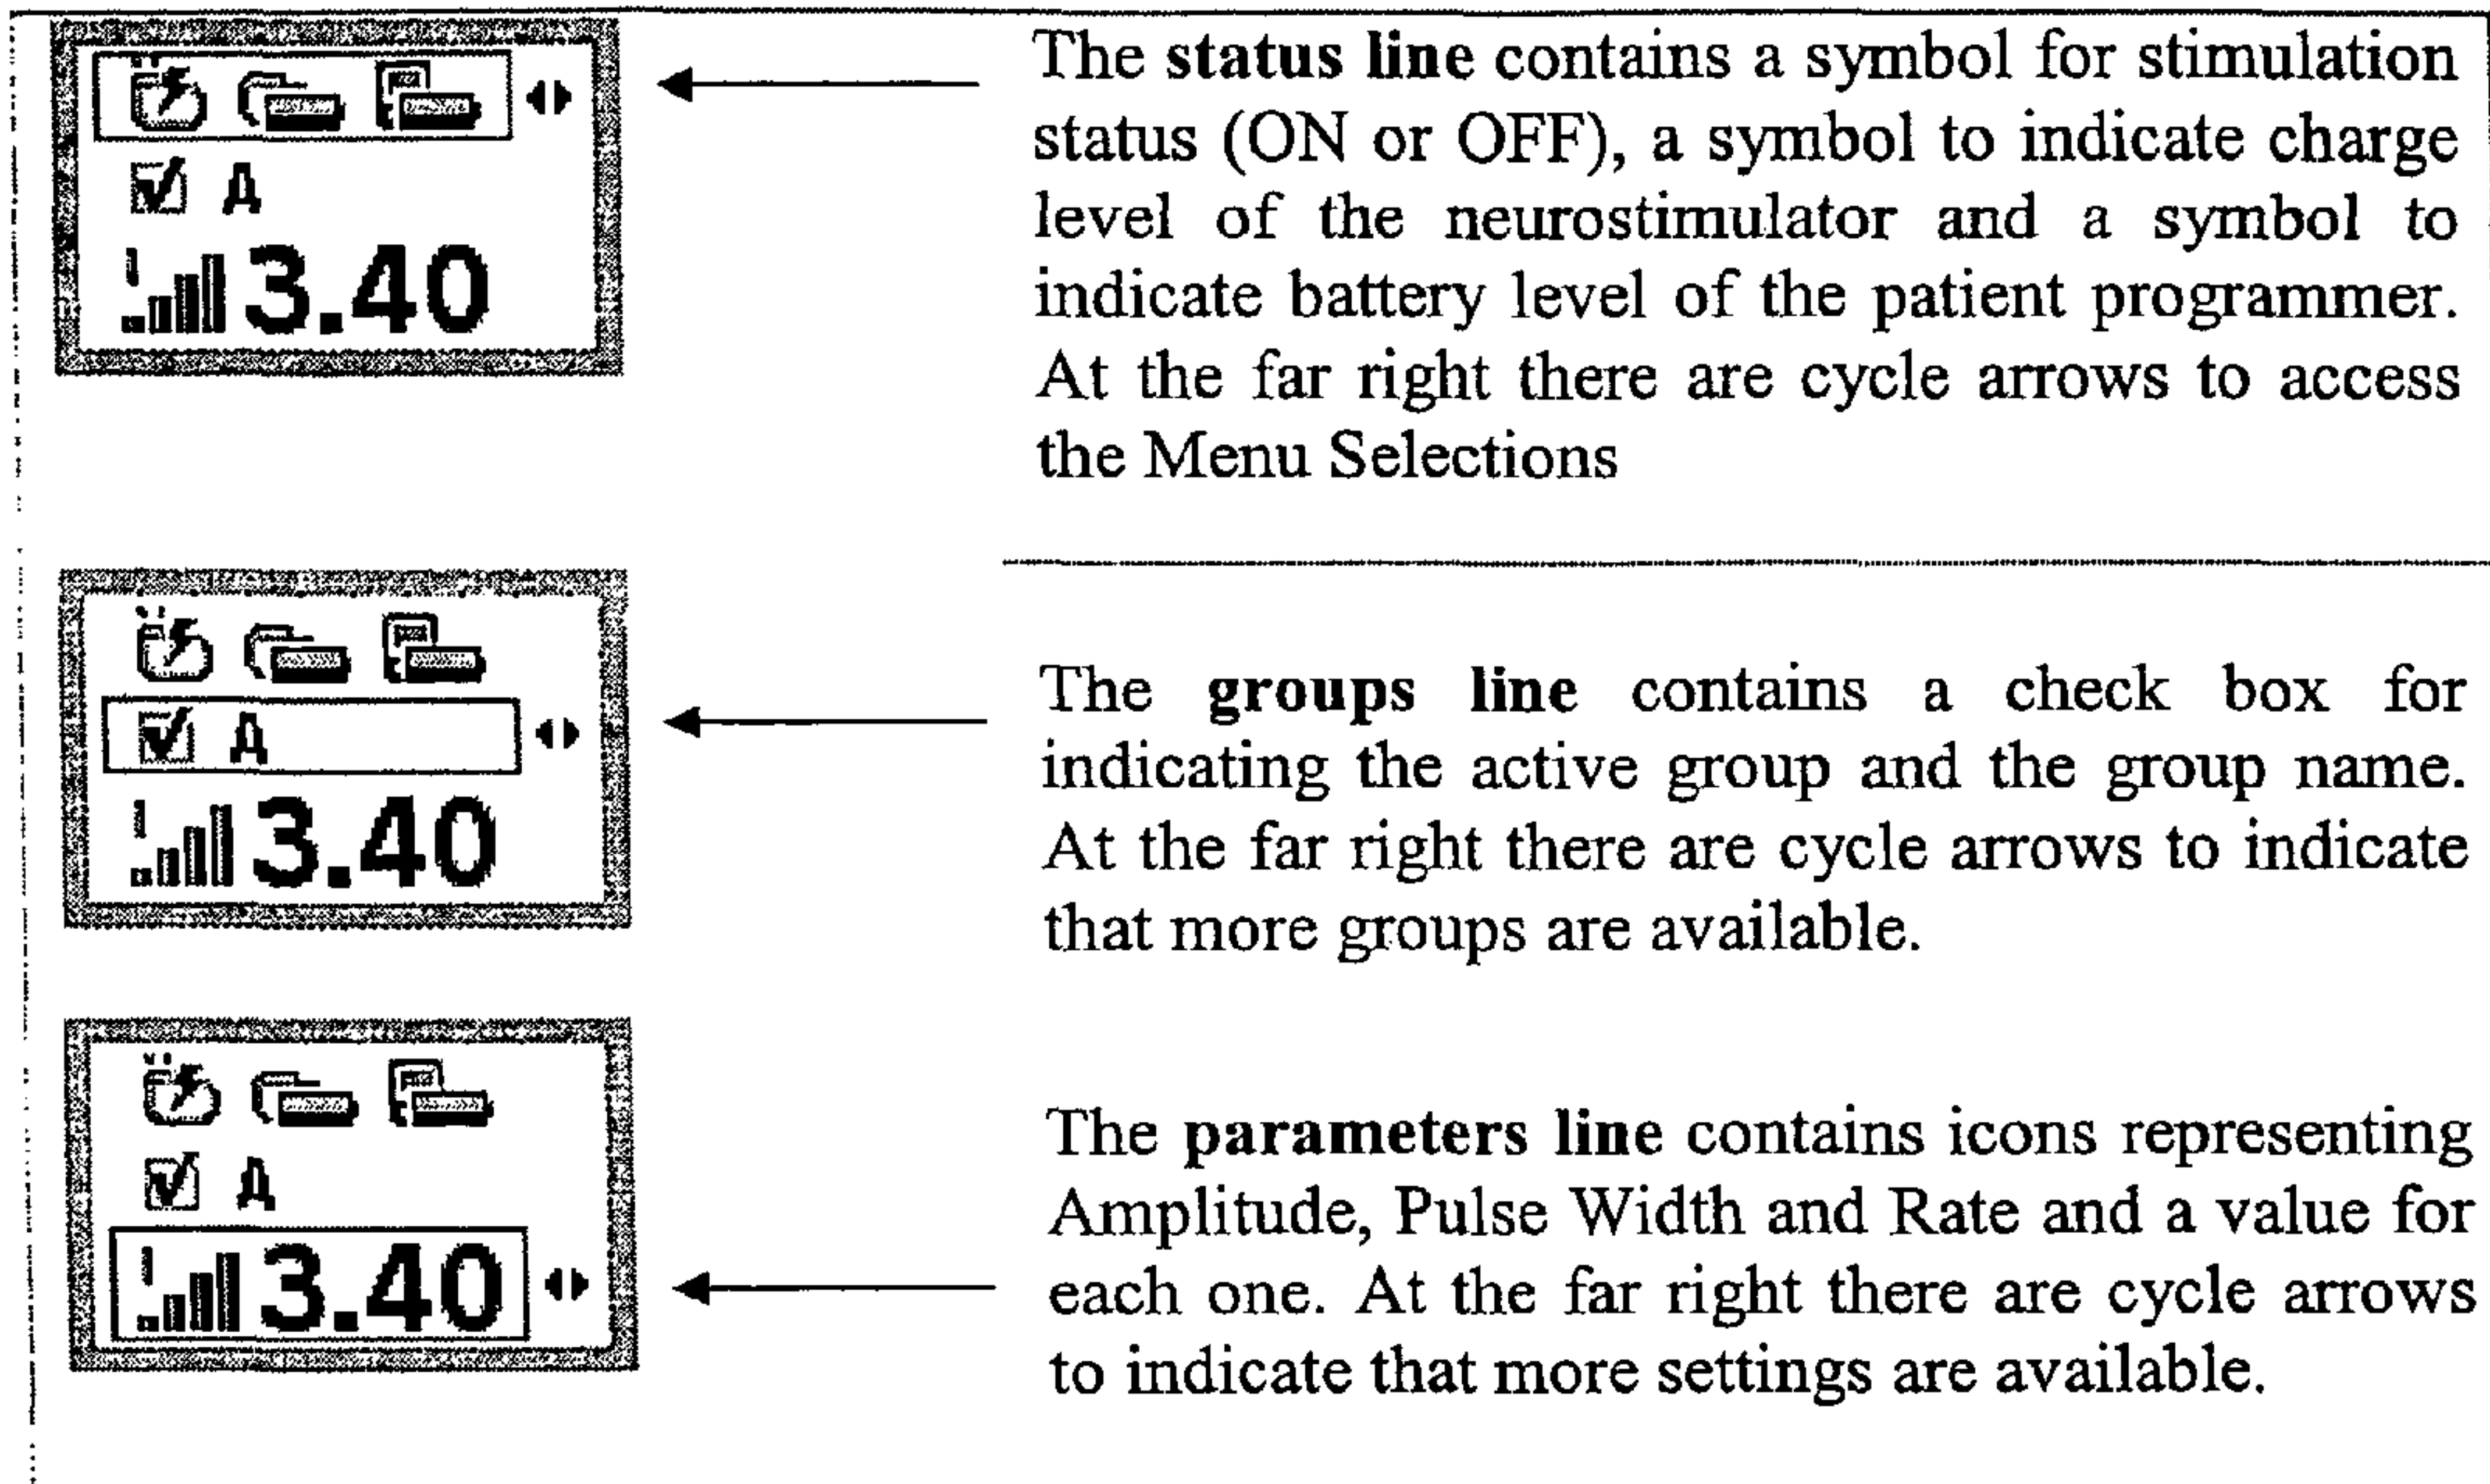 The status line contains a symbol for stimulation
status (ON or OFF), a symbol to indicate charge
level of the neurostimulator and a symbol to
indicate battery level of the patient programmer.
At the far right there are cycle arrows to access
the Menu Selections
A
3.40
The groups line contains a check box for
indicating the active group and the group name.
At the far right there are cycle arrows to indicate
that more groups are available.
A
3.40
The parameters line contains icons representing
Amplitude, Pulse Width and Rate and a value for
each one. At the far right there are cycle arrows
to indicate that more settings are available.
A
3.40